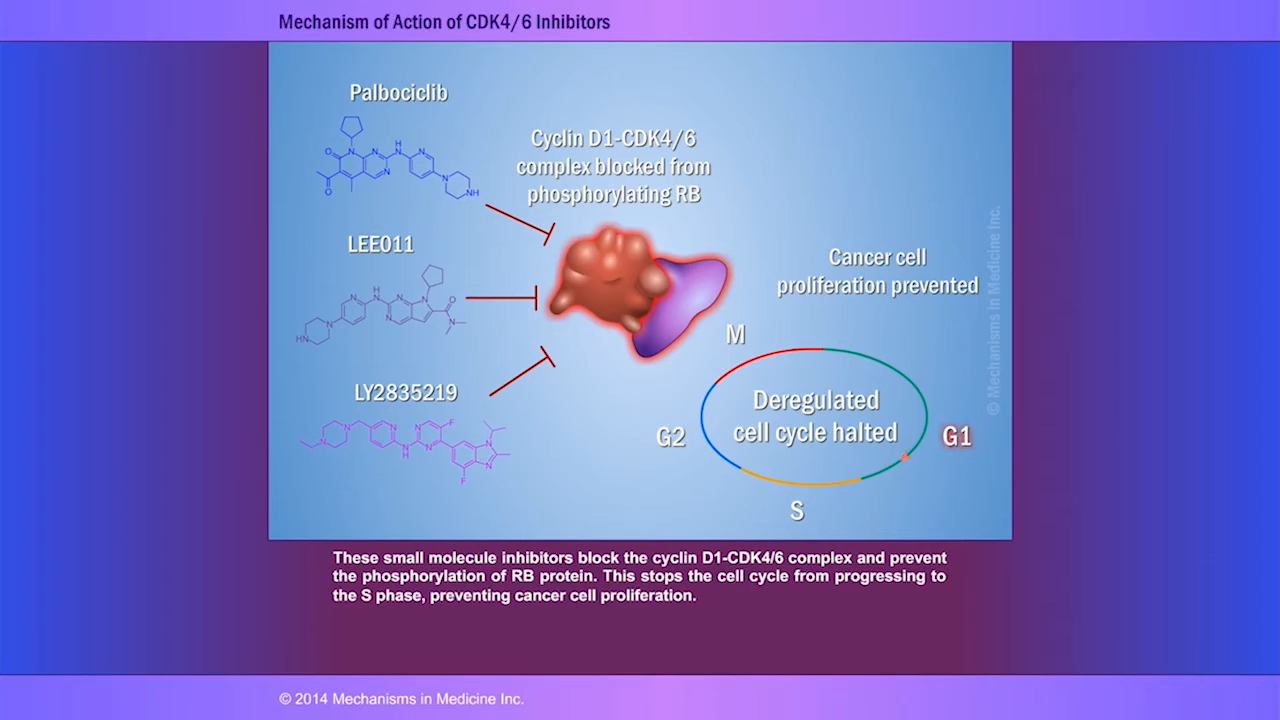 Mechanism of Action of CDK4/6 Inhibitors
Palbociclib
Cyclin D1-CDK4/6
complex blocked from
phosphorylating RB
H
O
N
N
N
N
O
N
N
NH
LEE011
H
N
N
N
N
N
N
HN
O
N
Cancer cell
proliferation prevented
M
LY2835219
N
N
N
N
H
N
N
F
N
N
F
Deregulated
cell cycle halted
G2
G1
S
© Mechanisms in Medicine Inc.
These small molecule inhibitors block the cyclin D1-CDK4/6 complex and prevent
the phosphorylation of RB protein. This stops the cell cycle from progressing to
the S phase, preventing cancer cell proliferation.
© 2014 Mechanisms in Medicine Inc.